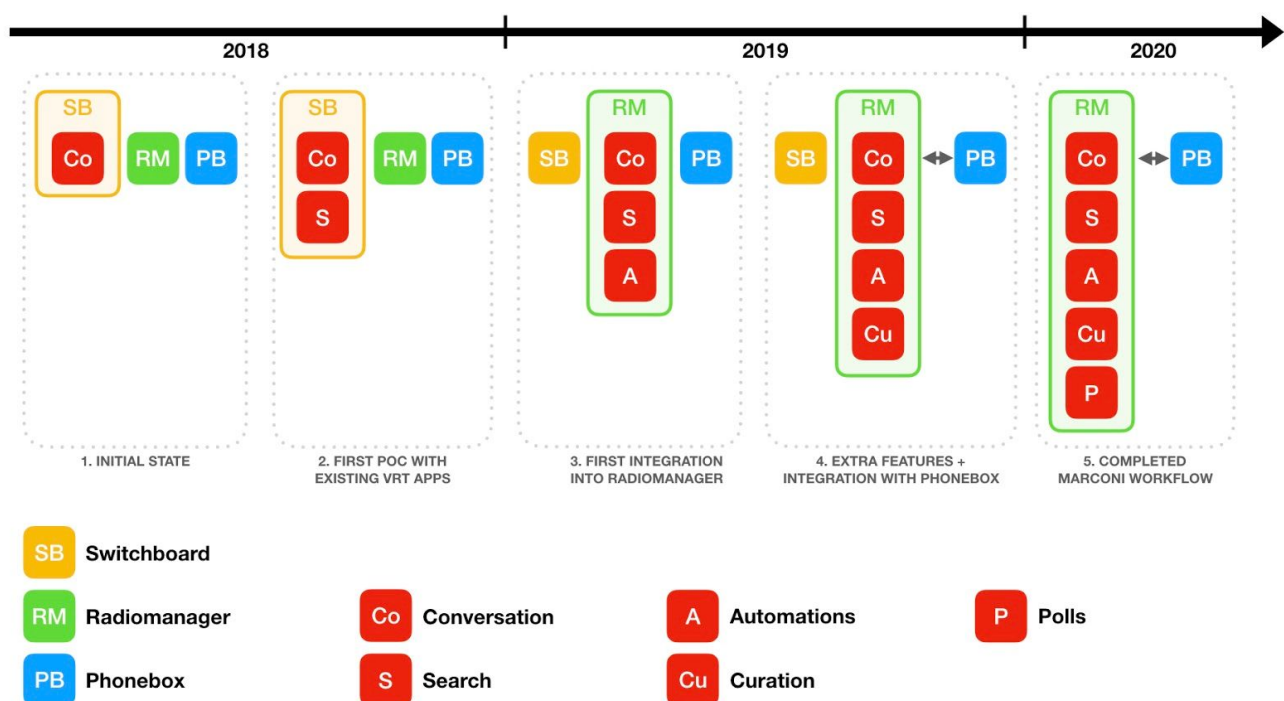 2018
2019
2020
SB
Co
RM
PB
SB
Co
RM
PB
S
RM
SB
Co
PB
S
A
RM
SB
Co
PB
S
A
Cu
RM
Co
PB
S
A
Cu
P
1. INITIAL STATE
2. FIRST POC WITH
EXISTING VRT APPS
3. FIRST INTEGRATION
INTO RADIOMANAGER
4. EXTRA FEATURES +
INTEGRATION WITH PHONEBOX
5. COMPLETED
MARCONI WORKFLOW
SB Switchboard
RM Radiomanager
Co Conversation
A Automations
P Polls
PB Phonebox
S Search
Cu Curation